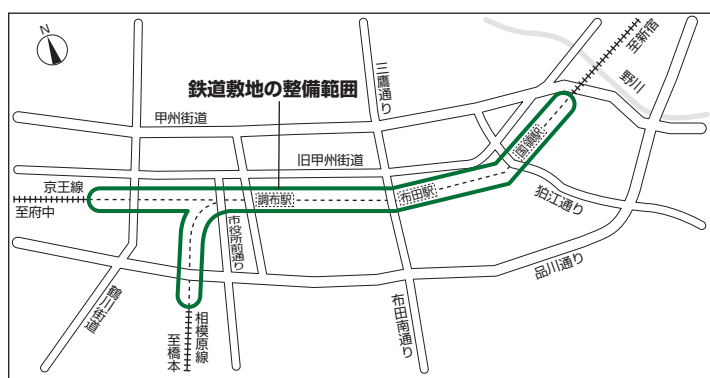 N
至新宿
野川
三鷹通り
鉄道敷地の整備範囲
甲州街道
国領駅
旧甲州街道
京王線
至府中
調布駅
布田駅
狛江通り
市役所前通り
品川通り
鶴川街道
相模原線
至橋本
布田南通り